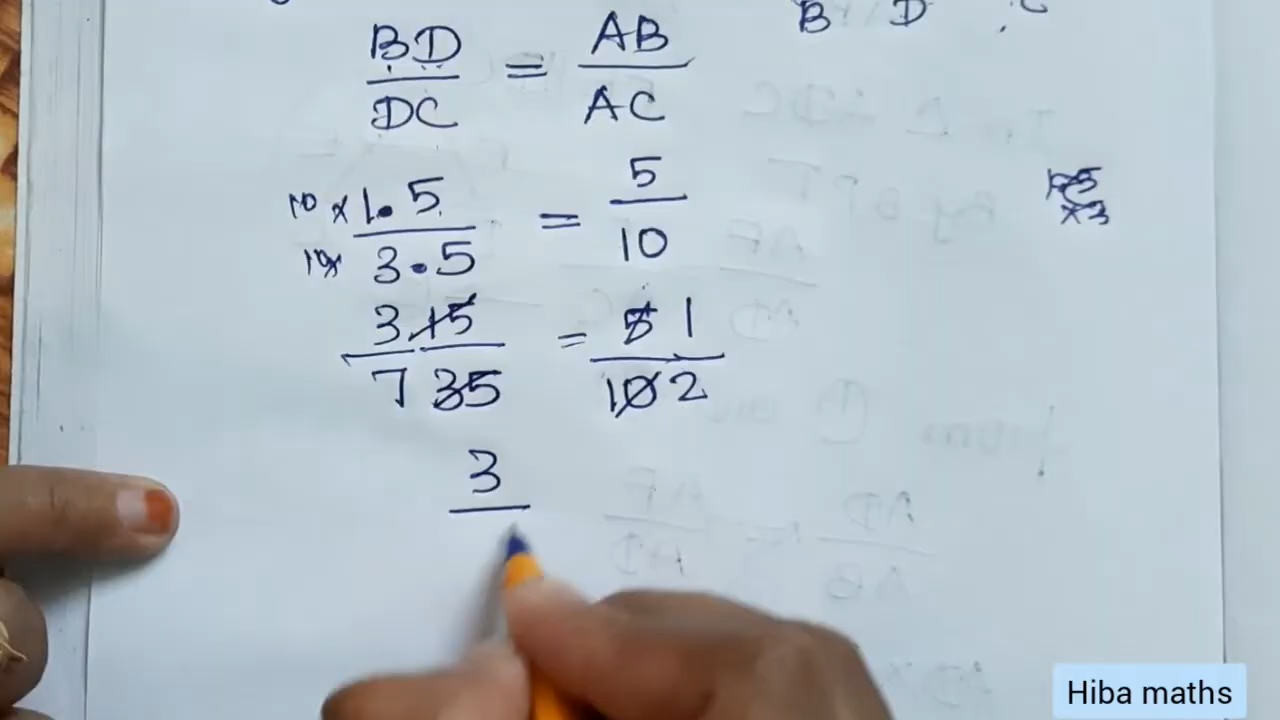 B D C
BD/DC = AB/AC
10 × 1.5 / 10 × 3.5 = 5/10
3 15 / 7 35 = 5 1 / 10 2
3
Hiba maths